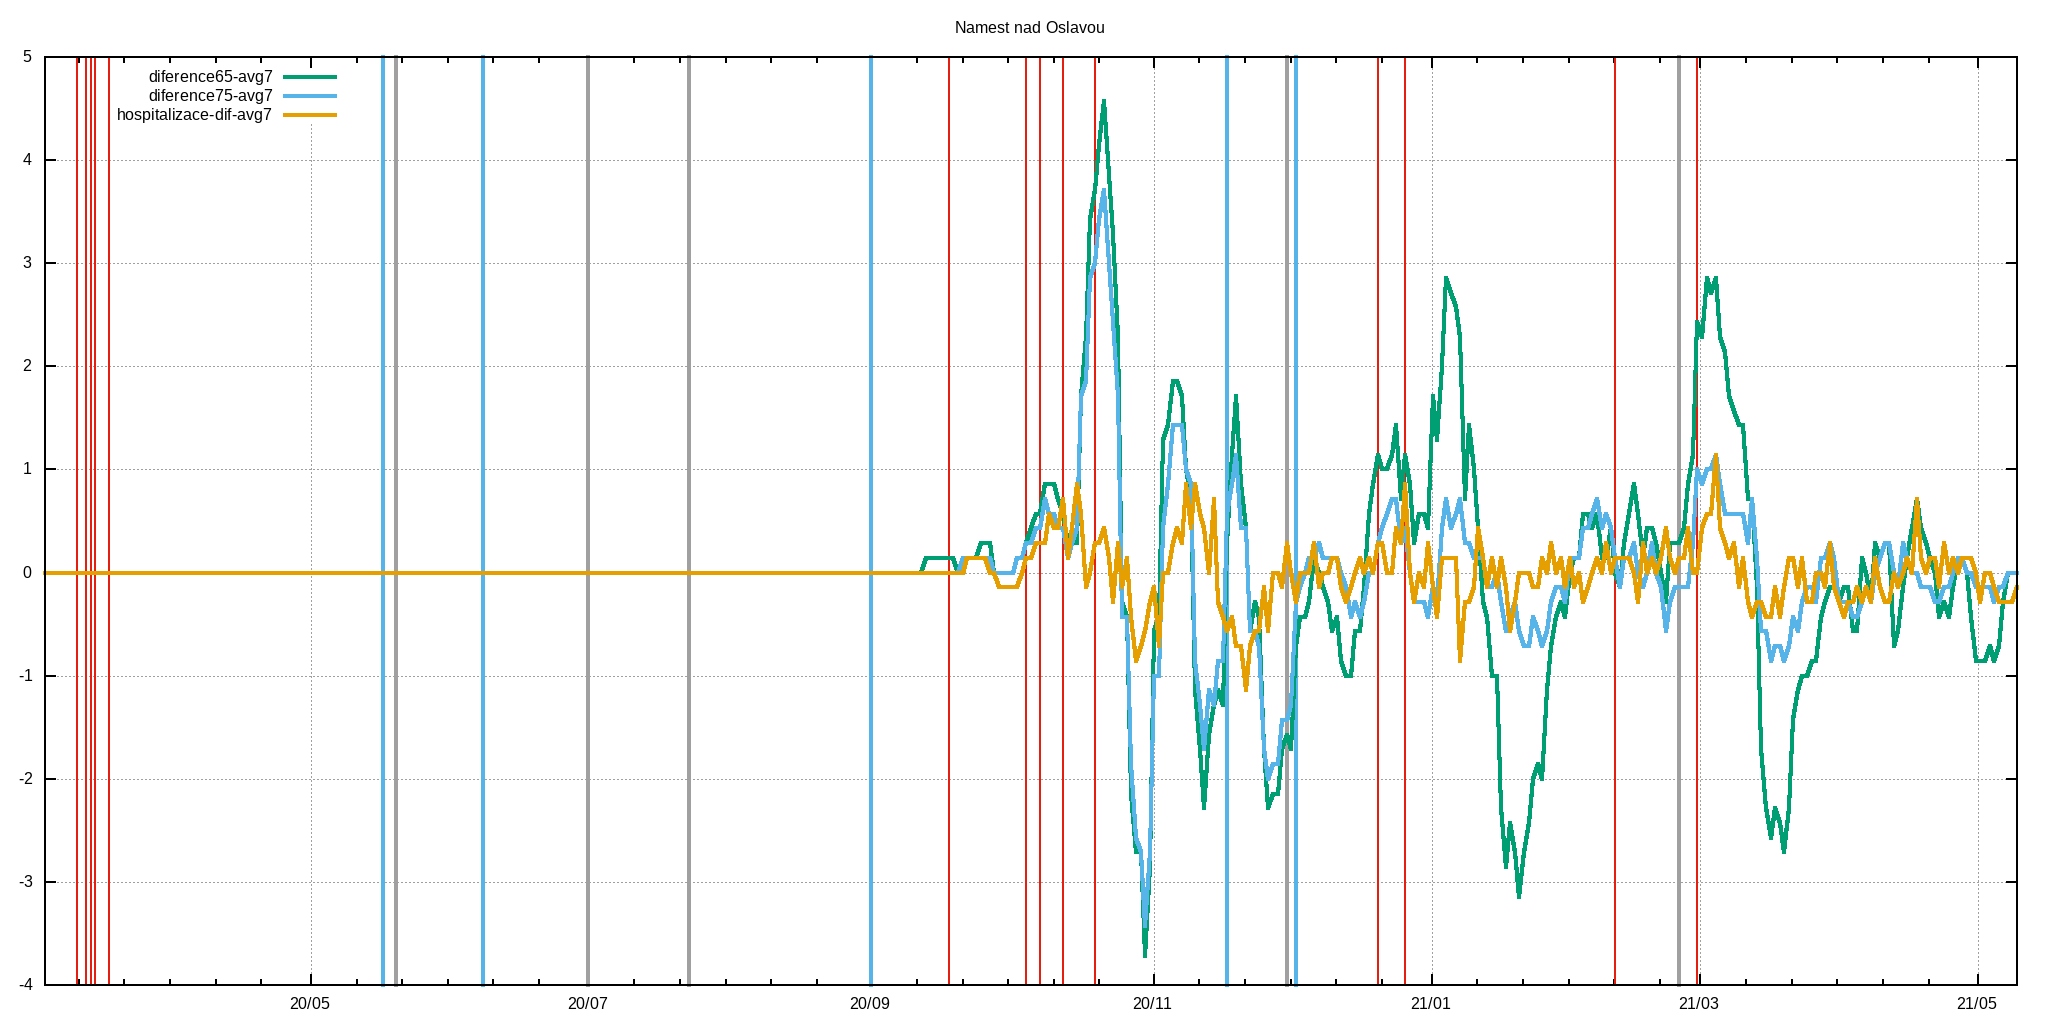 Namest nad Oslavou
5
4
3
2
1
0
-1
-2
-3
-4
diference65-avg7
diference75-avg7
hospitalizace-dif-avg7
20/05 20/07 20/09 20/11 21/01 21/03 21/05